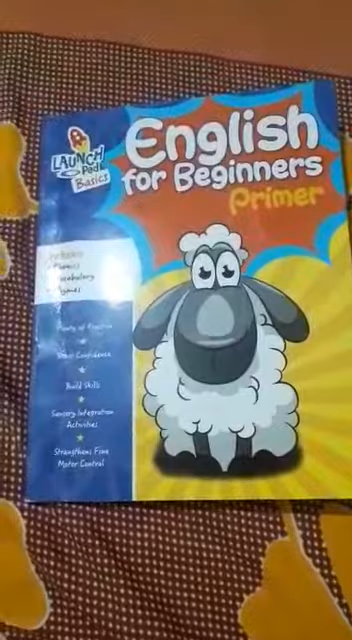 LAUNCH
Pad
Basics
English
for Beginners
Primer
Includes
Phonics
Vocabulary
Rhymes
Plenty of Practice
Boost Confidence
Build Skills
Sensory Integration
Activities
Strengthens Fine
Motor Control